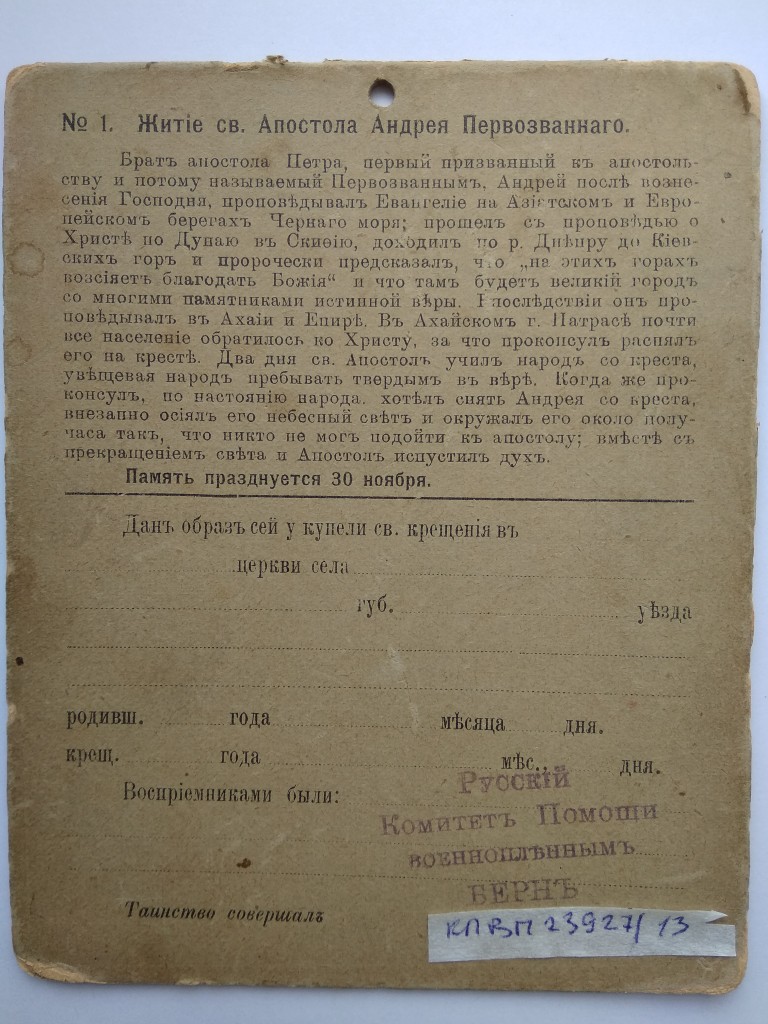 № 1. Житіе св. Апостола Андрея Первозваннаго.
Братъ апостола Петра, первый призванный къ апостоль-
ству и потому называемый Первозваннымъ, Андрей послѣ возне-
сенія Господня, проповѣдывалъ Евангеліе на Азіятскомъ и Евро-
пейскомъ берегахъ Чернаго моря; прошелъ съ проповѣдью о
Христѣ по Дунаю въ Скиѳію, доходилъ по р. Днѣпру до Кіев-
скихъ горъ и пророчески предсказалъ, что „на этихъ горахъ
возсіяетъ благодать Божія“ и что тамъ будетъ великій городъ
со многими памятниками истинной вѣры. Впослѣдствіи онъ про-
повѣдывалъ въ Ахаіи и Епирѣ. Въ Ахайскомъ г. Патрасѣ почти
все населеніе обратилось ко Христу, за что проконсулъ распялъ
его на крестѣ. Два дня св. Апостолъ училъ народъ со креста,
увѣщевая народъ пребывать твердымъ въ вѣрѣ. Когда же про-
консулъ, по настоянію народа, хотѣлъ снять Андрея со креста,
внезапно осіялъ его небесный свѣтъ и окружалъ его около полу-
часа такъ, что никто не могъ подойти къ апостолу; вмѣстѣ съ
прекращеніемъ свѣта и Апостолъ испустилъ духъ.
Память празднуется 30 ноября.
Данъ образъ сей у купели св. крещенія въ
церкви села
губ. уѣзда
родивш. года мѣсяца дня.
крещ. года мѣс. дня.
Воспріемниками были:
Русскій
Комитетъ Помощи
военноплѣннымъ
БЕРНЪ
Таинство совершалъ
КП ВМ 23927/13